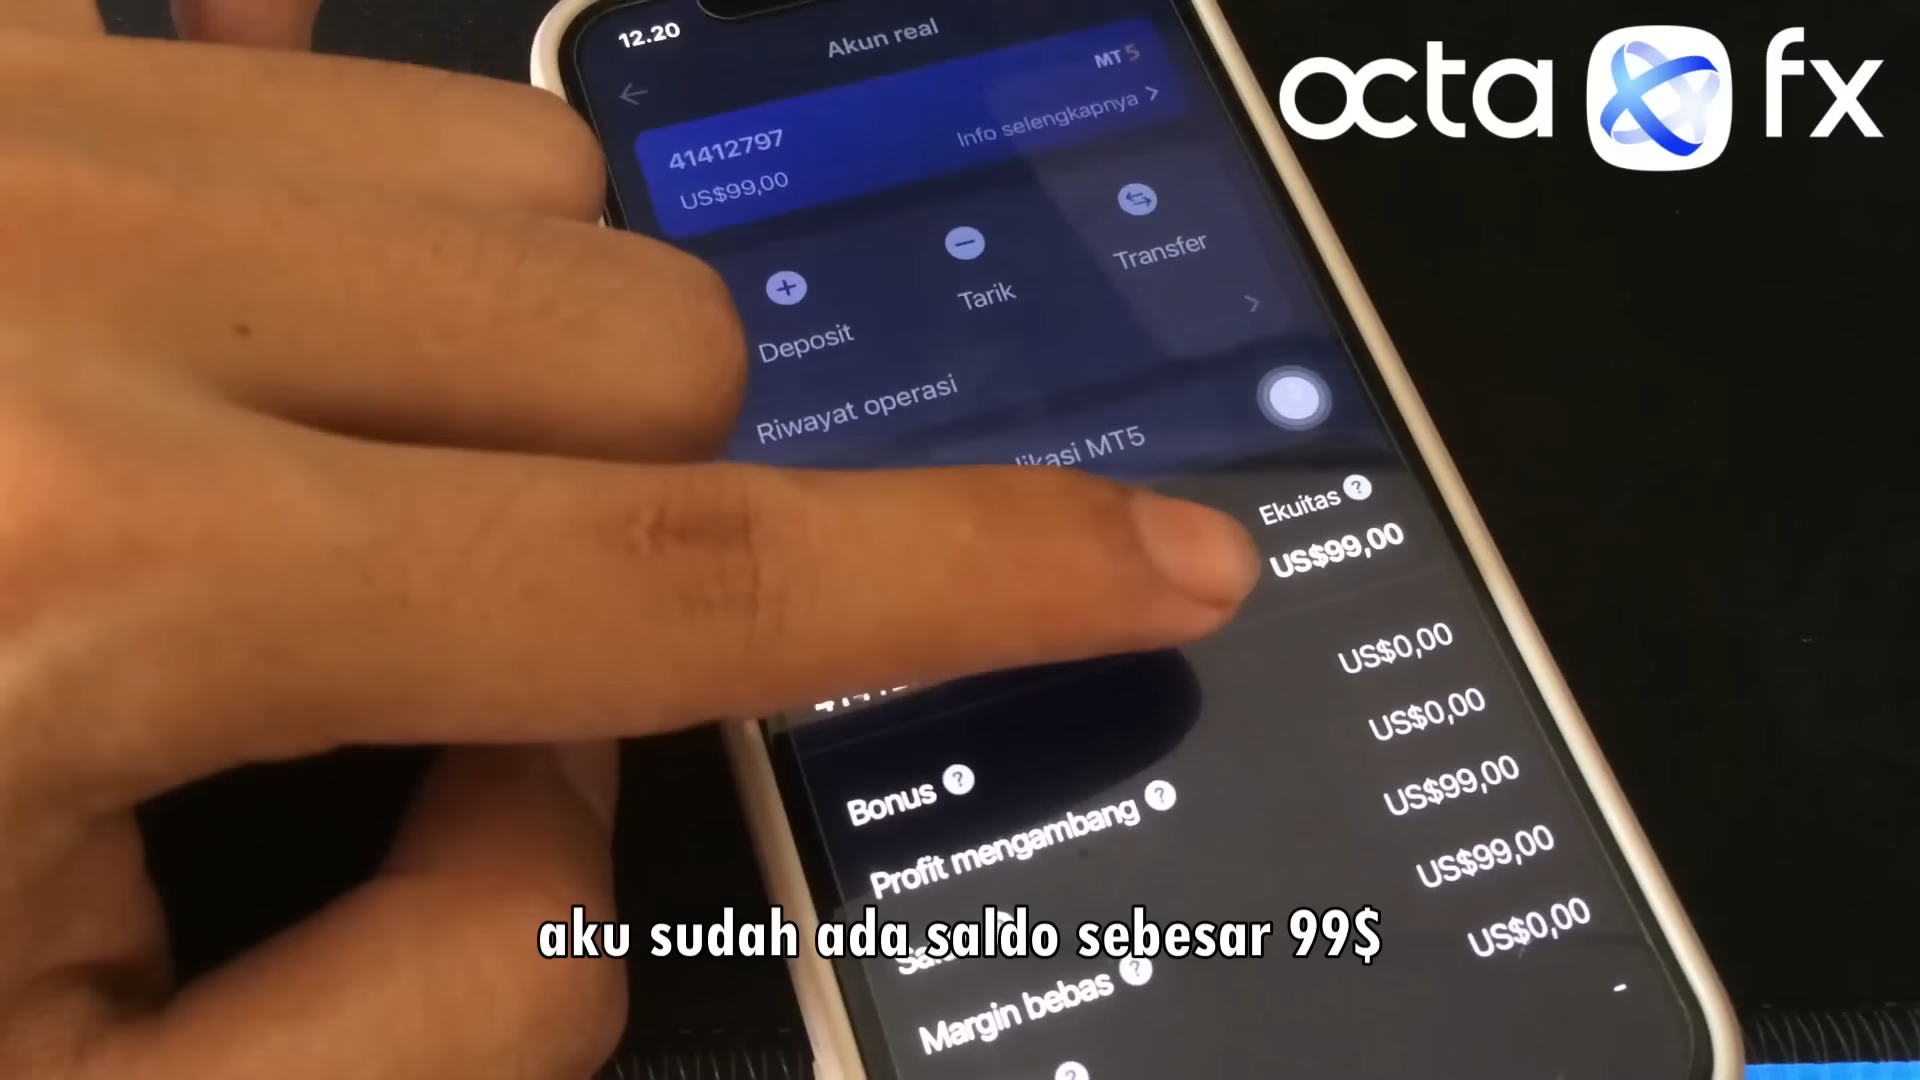 12.20
Akun real
octa fx
MT5
41412797
Info selengkapnya
US$99,00
Deposit
Tarik
Transfer
Riwayat operasi
MT5
Ekuitas
US$99,00
US$0,00
Bonus
US$0,00
Profit mengambang
US$99,00
US$99,00
Margin bebas
US$0,00
-
aku sudah ada saldo sebesar 99$